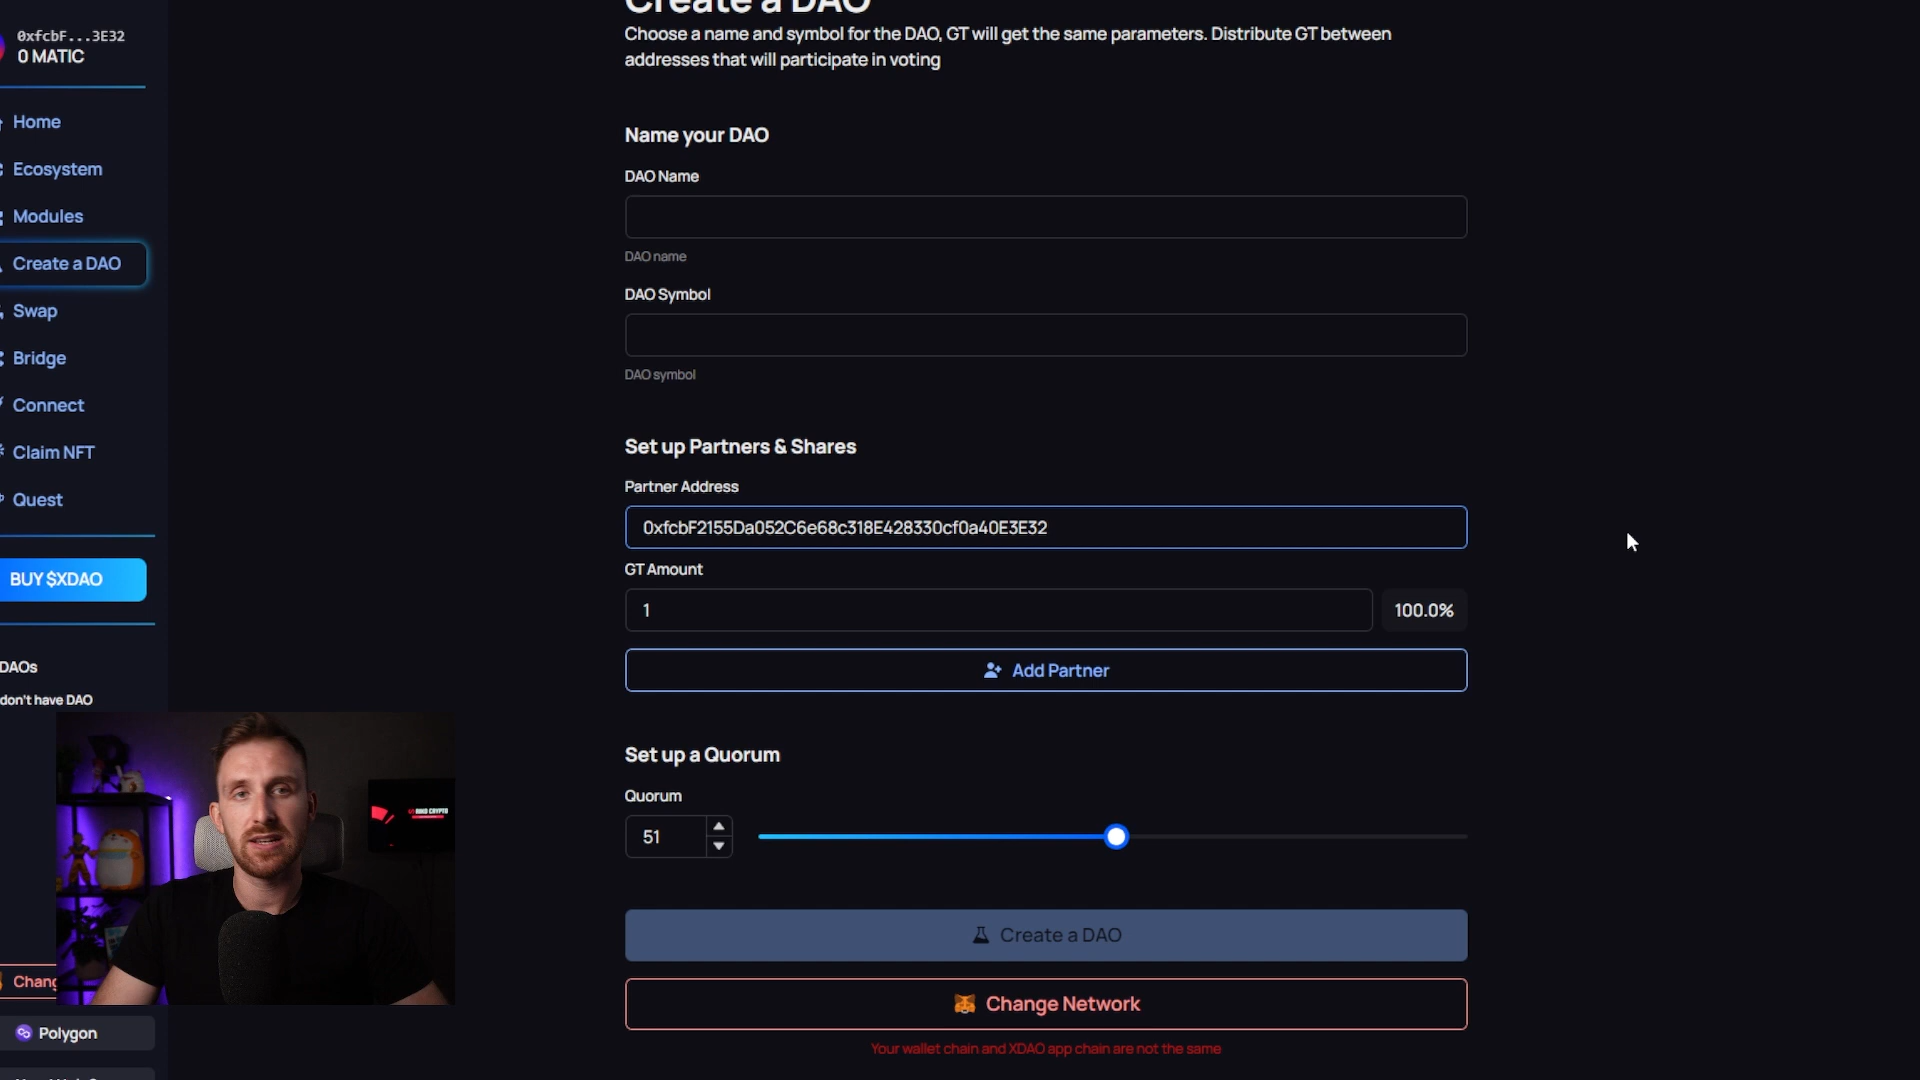 0xfcbF...3E32
0 MATIC
Home
Ecosystem
Modules
Create a DAO
Swap
Bridge
Connect
Claim NFT
Quest
BUY $XDAO
DAOs
don't have DAO
Chang
Polygon
Create a DAO
Choose a name and symbol for the DAO, GT will get the same parameters. Distribute GT between
addresses that will participate in voting
Name your DAO
DAO Name
DAO name
DAO Symbol
DAO symbol
Set up Partners & Shares
Partner Address
0xfcbF2155Da052C6e68c318E428330cf0a40E3E32
GT Amount
1
100.0%
Add Partner
Set up a Quorum
Quorum
51
Create a DAO
Change Network
Your wallet chain and XDAO app chain are not the same